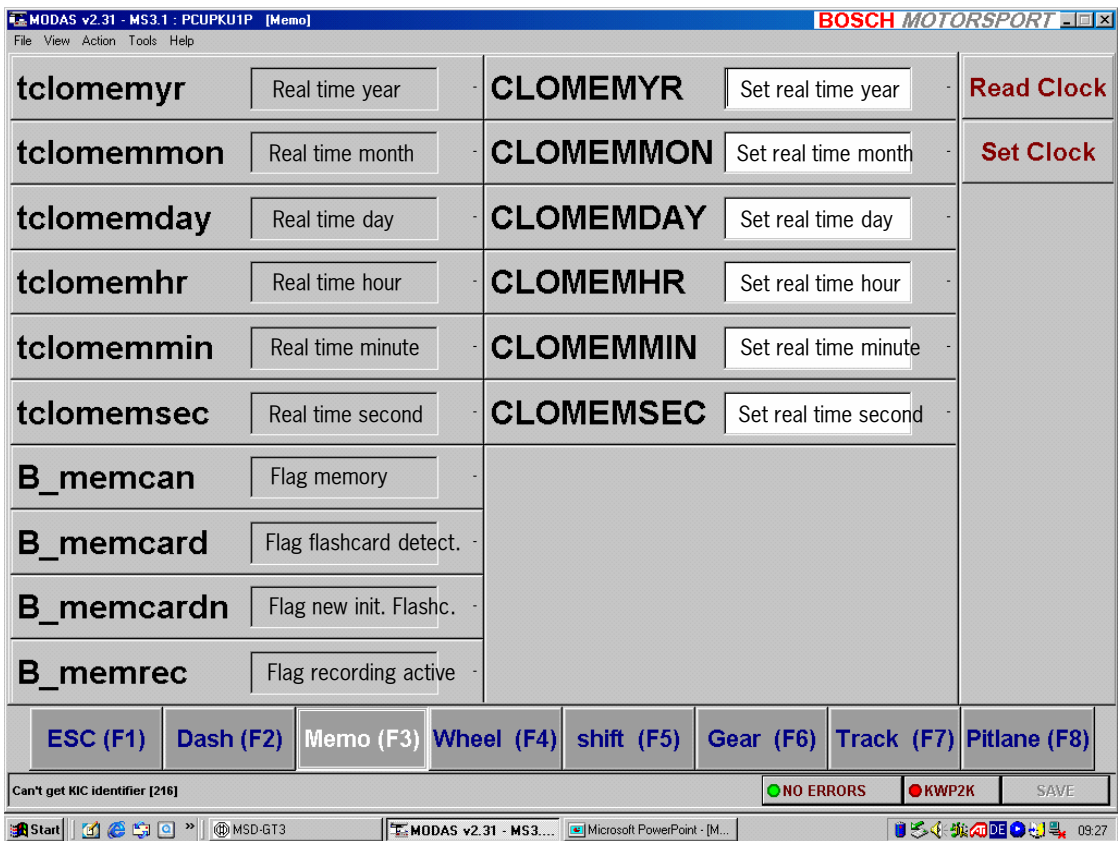 MODAS v2.31 - MS3.1 : PCUPKU1P [Memo]
BOSCH MOTORSPORT
File View Action Tools Help
tclomemyr Real time year - CLOMEMYR Set real time year - Read Clock
tclomemmon Real time month - CLOMEMMON Set real time month - Set Clock
tclomemday Real time day - CLOMEMDAY Set real time day -
tclomemhr Real time hour - CLOMEMHR Set real time hour -
tclomemmin Real time minute - CLOMEMMIN Set real time minute -
tclomemsec Real time second - CLOMEMSEC Set real time second -
B_memcan Flag memory -
B_memcard Flag flashcard detect. -
B_memcardn Flag new init. Flashc. -
B_memrec Flag recording active -
ESC (F1) Dash (F2) Memo (F3) Wheel (F4) shift (F5) Gear (F6) Track (F7) Pitlane (F8)
Can't get KIC identifier [216] NO ERRORS KWP2K SAVE
Start » MSD-GT3 MODAS v2.31 - MS3.... Microsoft PowerPoint - [M... DE 09:27